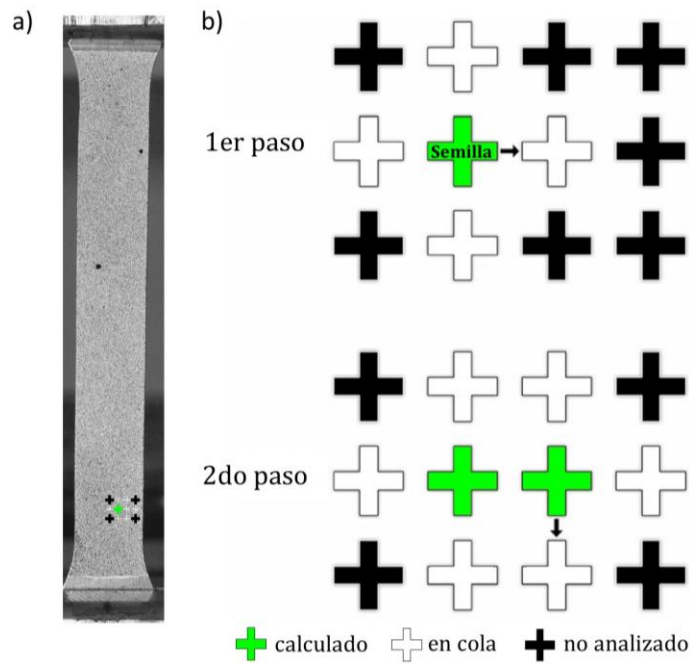 a)
b)
1er paso
Semilla
2do paso
calculado
en cola
no analizado